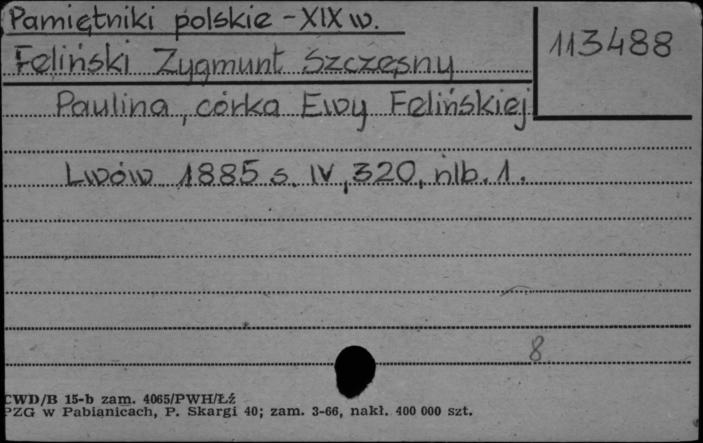 Pamiętniki polskie - XIX w.
113488
Feliński Zygmunt Szczęsny
Paulina, córka Ewy Felińskiej
Lwów 1885 s. IV, 320, nlb. 1.
8
CWD/B 15-b zam. 4065/PWH/Łź
PZG w Pabianicach, P. Skargi 40; zam. 3-66, nakł. 400 000 szt.